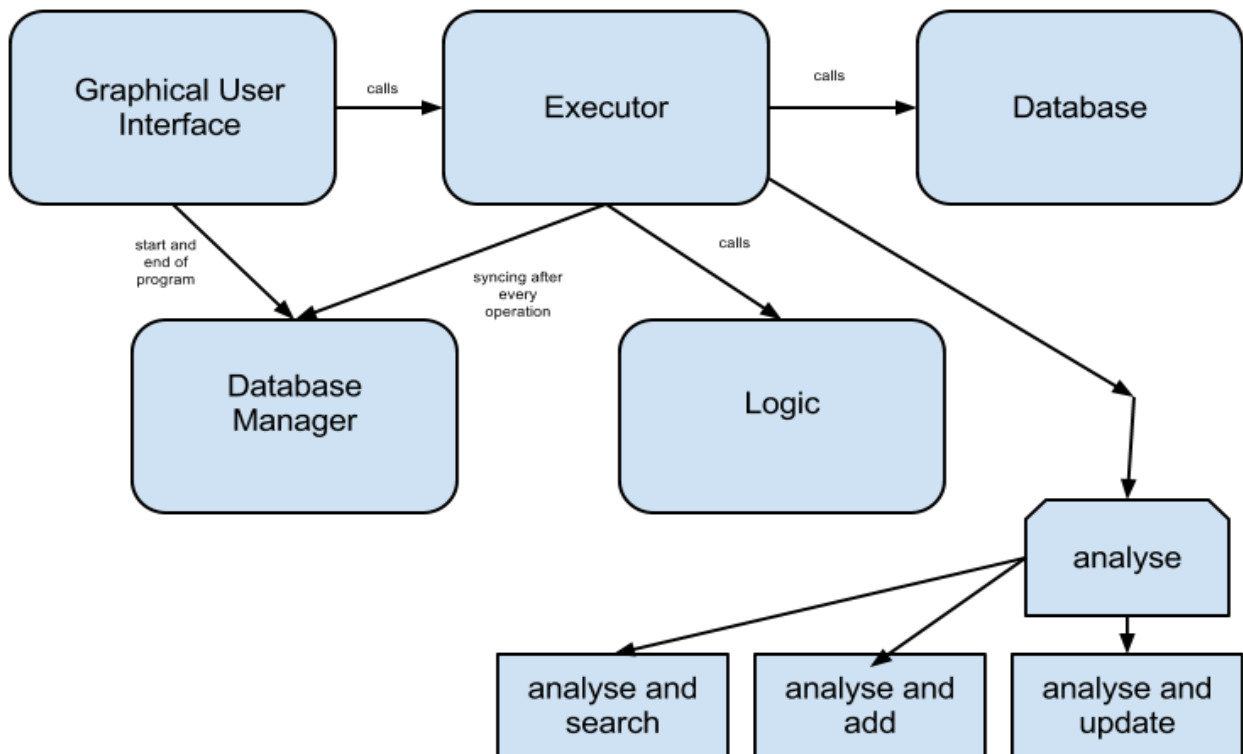 Graphical User
Interface
calls
Executor
calls
Database
start and
end of
program
syncing after
every
operation
calls
Database
Manager
Logic
analyse
analyse and
search
analyse and
add
analyse and
update